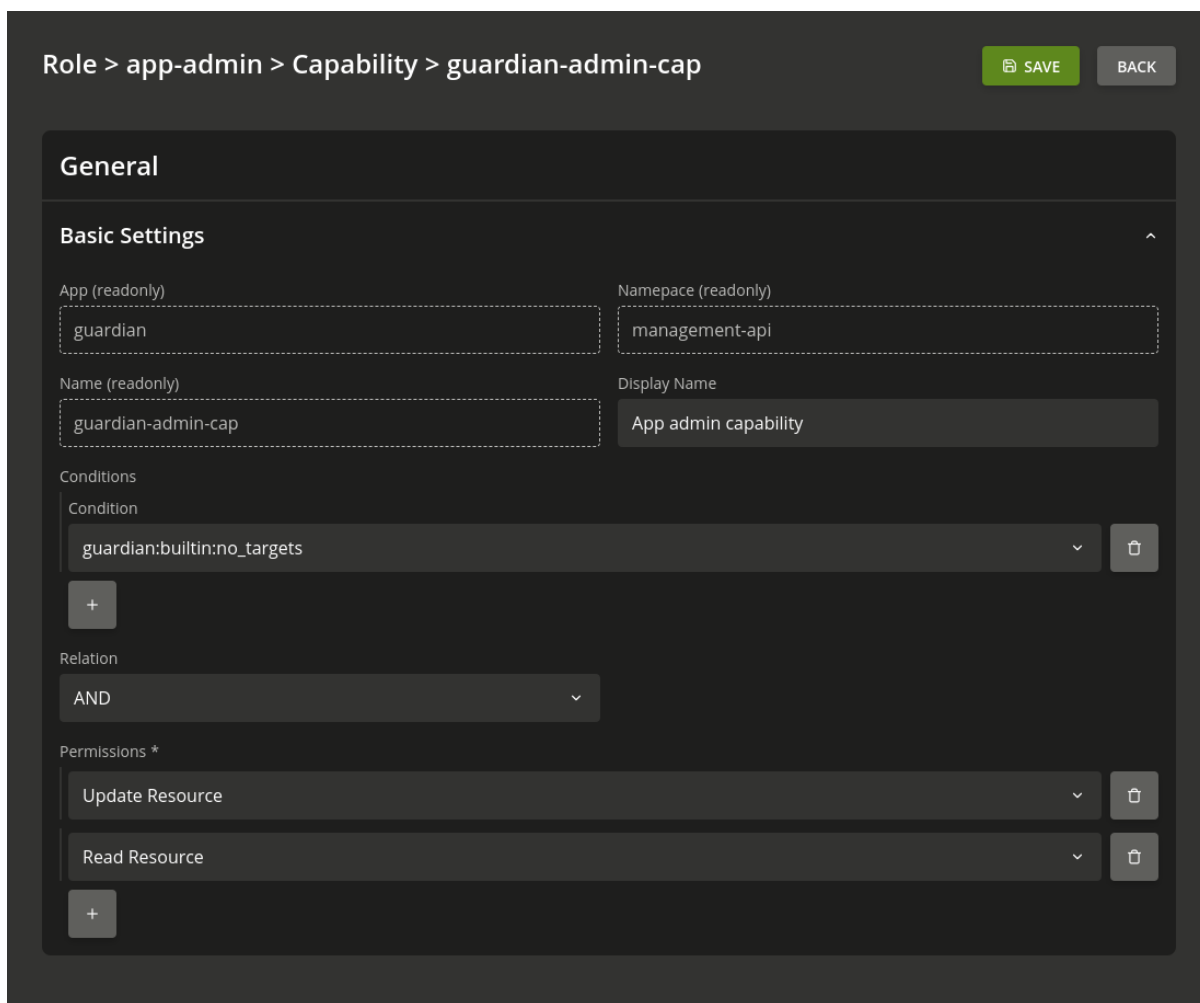 Role > app-admin > Capability > guardian-admin-cap
SAVE
BACK
General
Basic Settings
App (readonly)
Namepace (readonly)
guardian
management-api
Name (readonly)
Display Name
guardian-admin-cap
App admin capability
Conditions
Condition
guardian:builtin:no_targets
+
Relation
AND
Permissions *
Update Resource
Read Resource
+